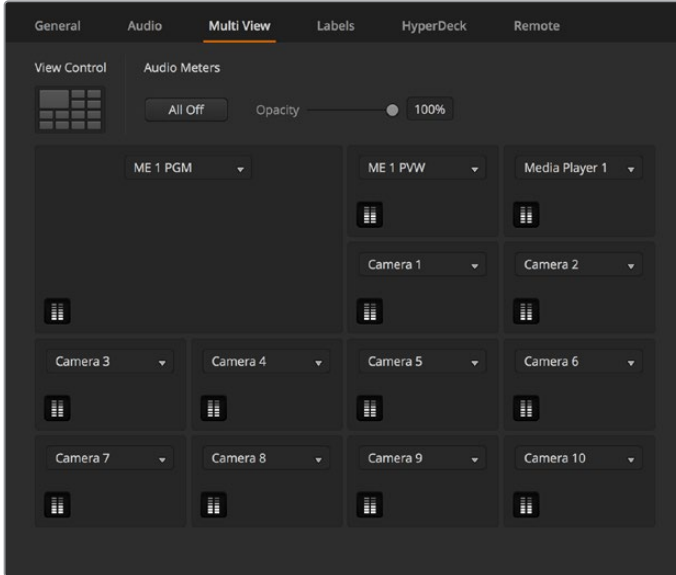 General Audio Multi View Labels HyperDeck Remote
View Control Audio Meters
All Off Opacity 100%
ME 1 PGM ME 1 PVW Media Player 1
Camera 1 Camera 2
Camera 3 Camera 4 Camera 5 Camera 6
Camera 7 Camera 8 Camera 9 Camera 10